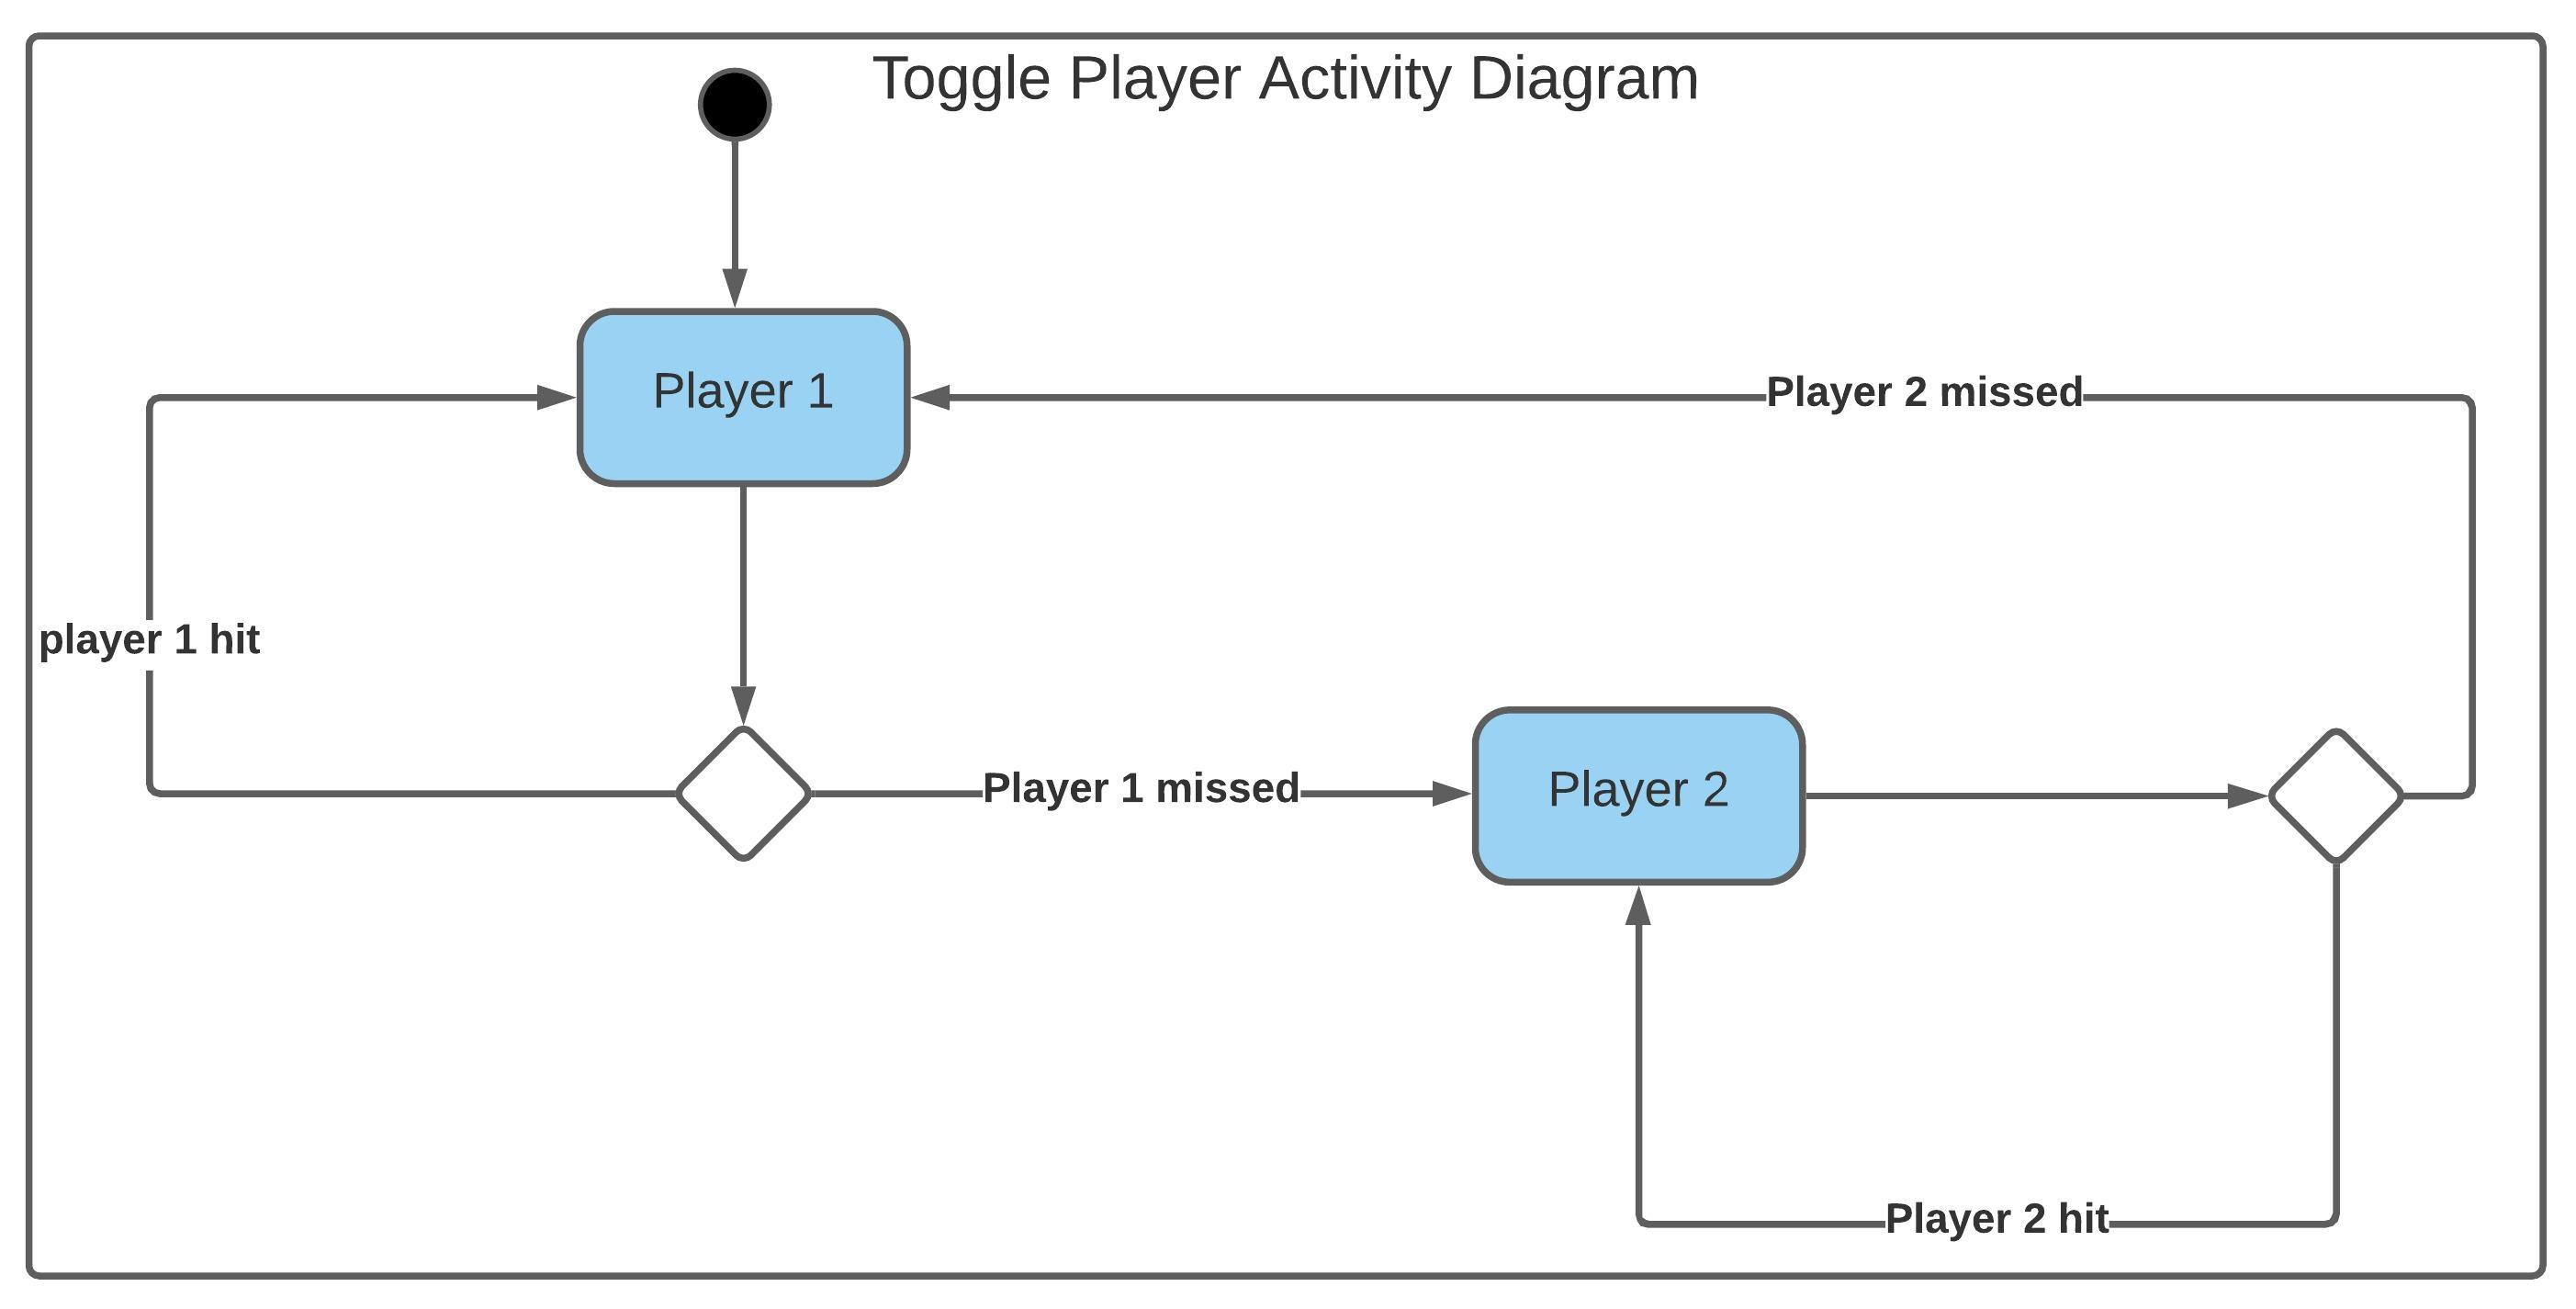 Toggle Player Activity Diagram
Player 1
Player 2 missed
player 1 hit
Player 1 missed
Player 2
Player 2 hit